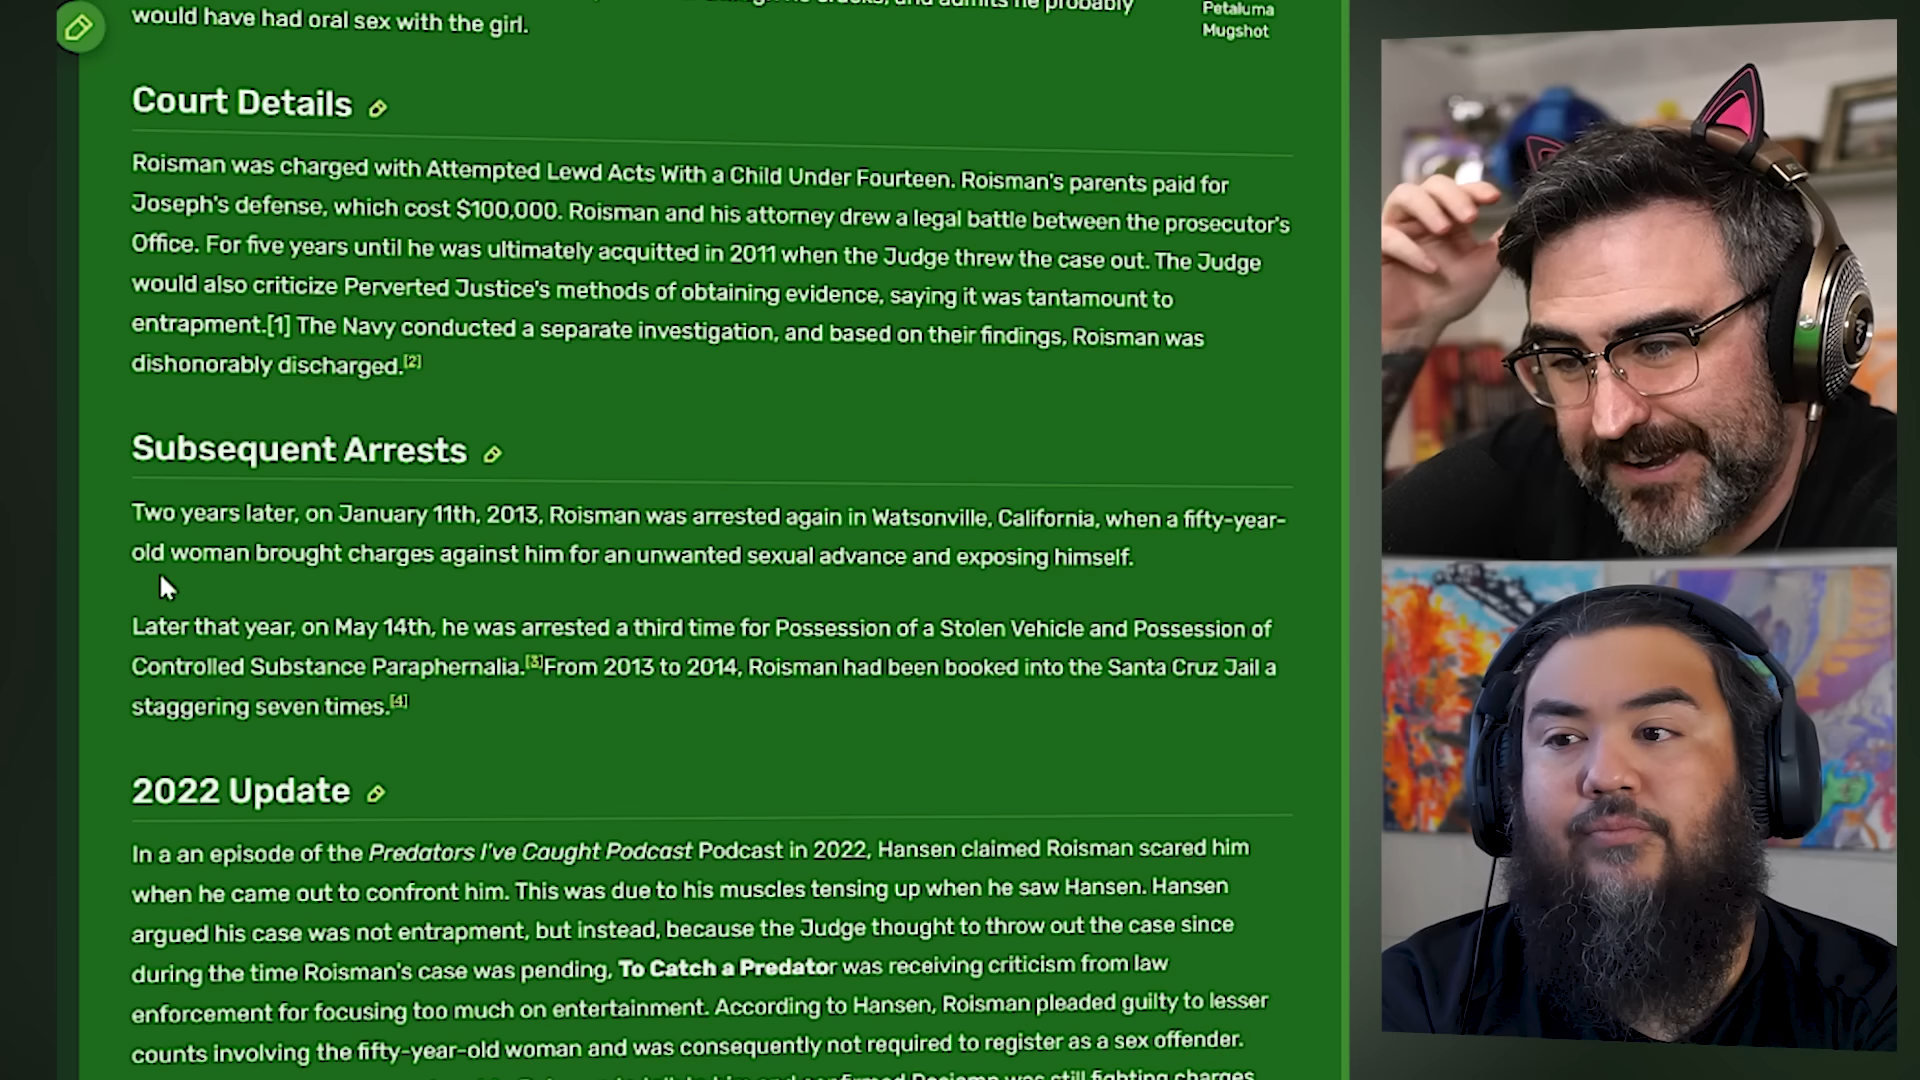 would have had oral sex with the girl.
Petaluma
Mugshot
Court Details
Roisman was charged with Attempted Lewd Acts With a Child Under Fourteen. Roisman's parents paid for
Joseph's defense, which cost $100,000. Roisman and his attorney drew a legal battle between the prosecutor's
Office. For five years until he was ultimately acquitted in 2011 when the Judge threw the case out. The Judge
would also criticize Perverted Justice's methods of obtaining evidence, saying it was tantamount to
entrapment.[1] The Navy conducted a separate investigation, and based on their findings, Roisman was
dishonorably discharged.[2]
Subsequent Arrests
Two years later, on January 11th, 2013, Roisman was arrested again in Watsonville, California, when a fifty-year-
old woman brought charges against him for an unwanted sexual advance and exposing himself.
Later that year, on May 14th, he was arrested a third time for Possession of a Stolen Vehicle and Possession of
Controlled Substance Paraphernalia.[3]From 2013 to 2014, Roisman had been booked into the Santa Cruz Jail a
staggering seven times.[4]
2022 Update
In a an episode of the Predators I've Caught Podcast Podcast in 2022, Hansen claimed Roisman scared him
when he came out to confront him. This was due to his muscles tensing up when he saw Hansen. Hansen
argued his case was not entrapment, but instead, because the Judge thought to throw out the case since
during the time Roisman's case was pending, To Catch a Predator was receiving criticism from law
enforcement for focusing too much on entertainment. According to Hansen, Roisman pleaded guilty to lesser
counts involving the fifty-year-old woman and was consequently not required to register as a sex offender.